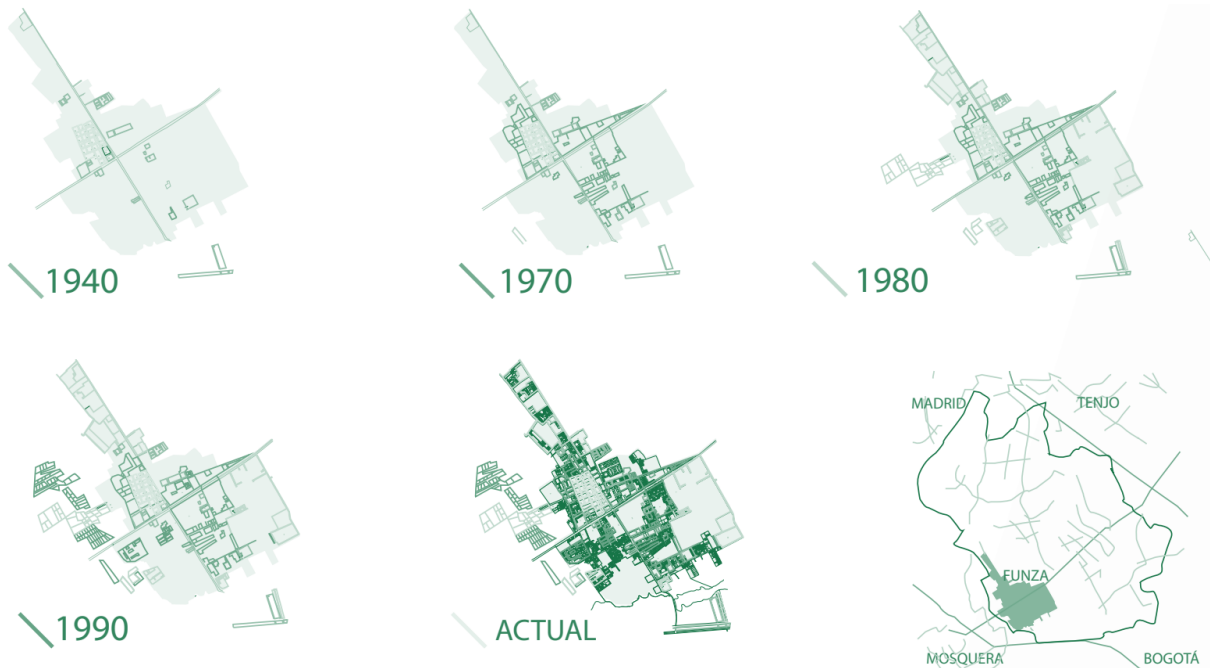 1940
1970
1980
1990
ACTUAL
MADRID
TENJO
FUNZA
MOSQUERA
BOGOTÁ